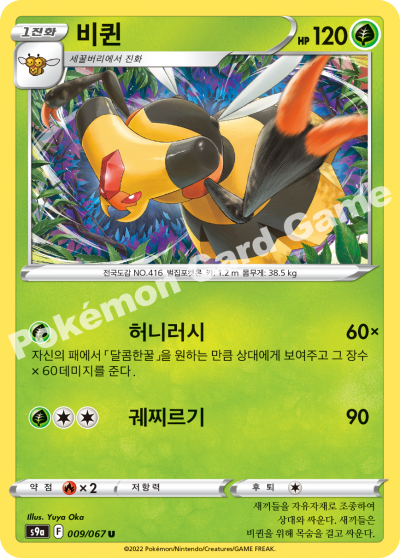 1진화
비퀸
HP 120
세꿀버리에서 진화
전국도감 NO.416 벌집포켓몬 키: 1.2 m 몸무게: 38.5 kg
허니러시 60×
자신의 패에서 「달콤한꿀」을 원하는 만큼 상대에게 보여주고 그 장수
× 60데미지를 준다.
궤찌르기 90
약점 ×2 저항력 후퇴
Illus. Yuya Oka
s9a F 009/067 U
새끼들을 자유자재로 조종하여
상대와 싸운다. 새끼들은
비퀸을 위해 목숨을 걸고 싸운다.
©2022 Pokémon/Nintendo/Creatures/GAME FREAK.
Pokémon Card Game